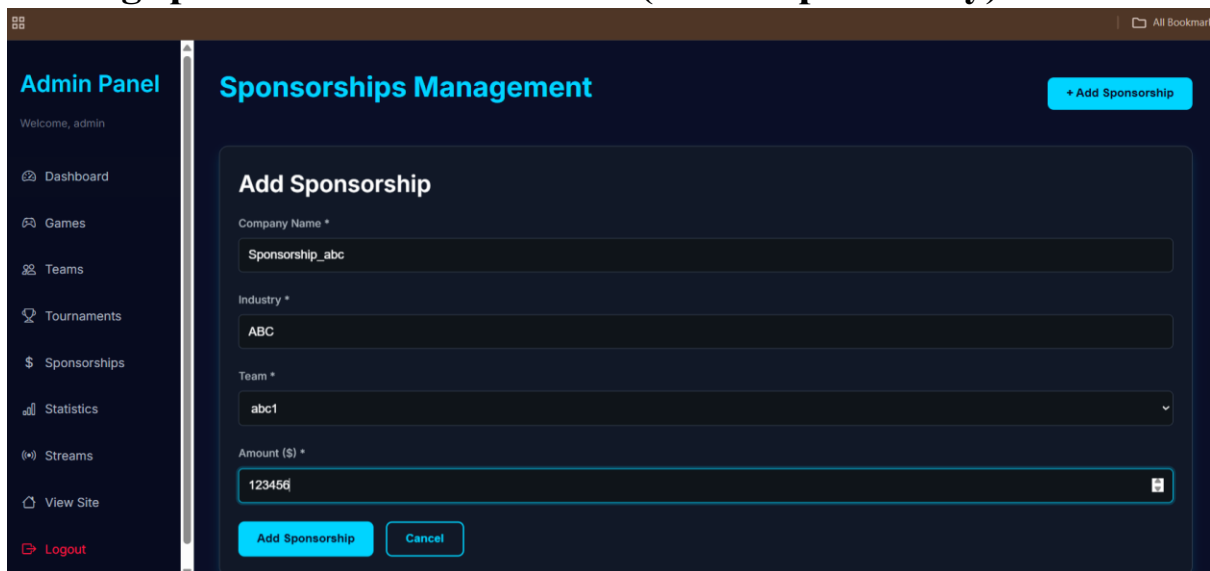 All Bookmar
Admin Panel
Welcome, admin
Dashboard
Games
Teams
Tournaments
$ Sponsorships
Statistics
Streams
View Site
Logout
Sponsorships Management
+ Add Sponsorship
Add Sponsorship
Company Name *
Sponsorship_abc
Industry *
ABC
Team *
abc1
Amount ($) *
123456
Add Sponsorship
Cancel